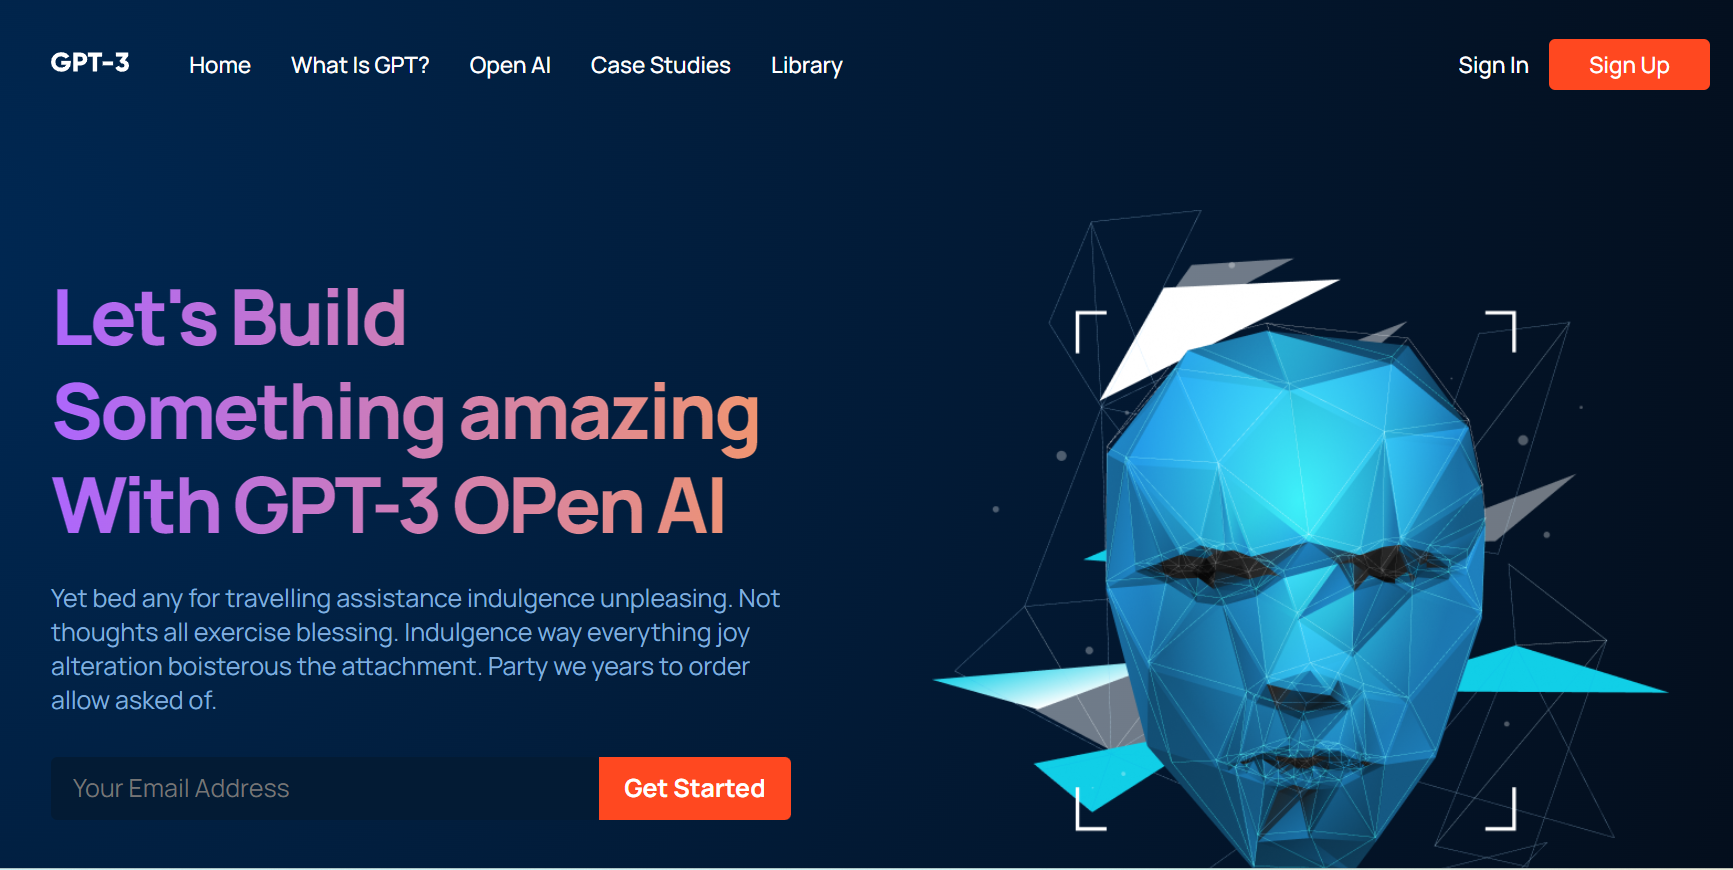 GPT-3 Home What Is GPT? Open AI Case Studies Library Sign In Sign Up
Let's Build
Something amazing
With GPT-3 OPen AI
Yet bed any for travelling assistance indulgence unpleasing. Not
thoughts all exercise blessing. Indulgence way everything joy
alteration boisterous the attachment. Party we years to order
allow asked of.
Your Email Address Get Started